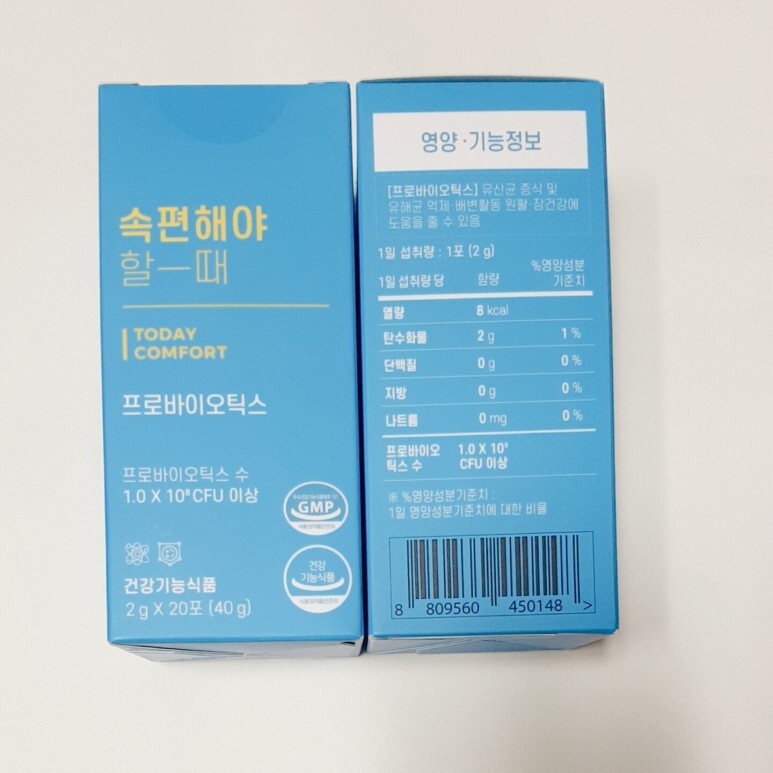 속편해야
할一때
TODAY
COMFORT
프로바이오틱스
프로바이오틱스 수
1.0 X 10⁸ CFU 이상
GMP
건강
기능식품
건강기능식품
2 g X 20포 (40 g)
영양·기능정보
[프로바이오틱스] 유산균 증식 및
유해균 억제·배변활동 원활·장건강에
도움을 줄 수 있음
1일 섭취량 : 1포 (2 g)
1일 섭취량 당 함량 %영양성분
기준치
열량 8 kcal
탄수화물 2 g 1 %
단백질 0 g 0 %
지방 0 g 0 %
나트륨 0 mg 0 %
프로바이오 1.0 X 10⁸
틱스 수 CFU 이상
※ %영양성분기준치 :
1일 영양성분기준치에 대한 비율
8 809560 450148 >